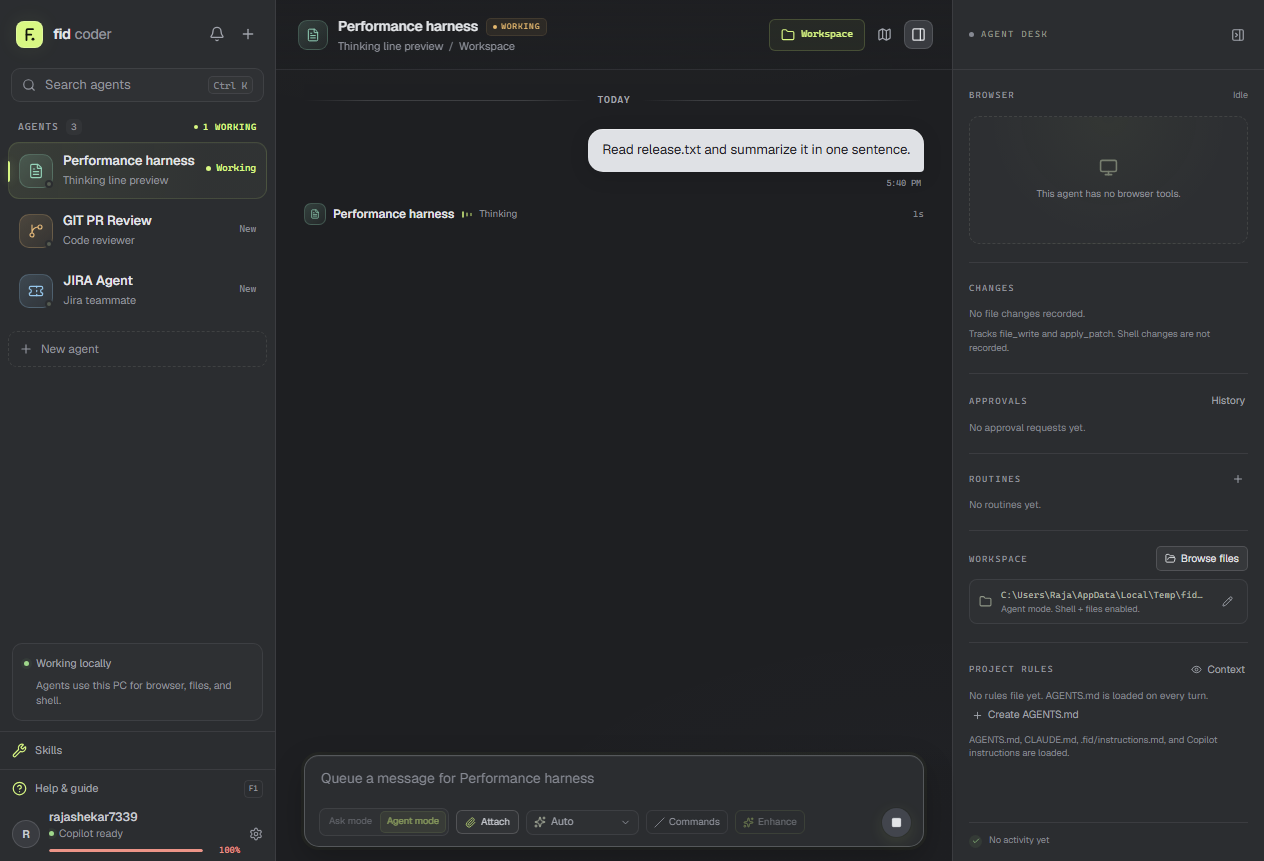 F.
fid coder
Search agents
Ctrl K
AGENTS 3
1 WORKING
Performance harness
Working
Thinking line preview
GIT PR Review
New
Code reviewer
JIRA Agent
New
Jira teammate
New agent
Working locally
Agents use this PC for browser, files, and
shell.
Skills
Help & guide
F1
R
rajashekar7339
Copilot ready
100%
Performance harness
WORKING
Thinking line preview / Workspace
Workspace
TODAY
Read release.txt and summarize it in one sentence.
5:40 PM
Performance harness
Thinking
1s
Queue a message for Performance harness
Ask mode
Agent mode
Attach
Auto
Commands
Enhance
AGENT DESK
BROWSER
Idle
This agent has no browser tools.
CHANGES
No file changes recorded.
Tracks file_write and apply_patch. Shell changes are not
recorded.
APPROVALS
History
No approval requests yet.
ROUTINES
No routines yet.
WORKSPACE
Browse files
C:\Users\Raja\AppData\Local\Temp\fid…
Agent mode. Shell + files enabled.
PROJECT RULES
Context
No rules file yet. AGENTS.md is loaded on every turn.
Create AGENTS.md
AGENTS.md, CLAUDE.md, .fid/instructions.md, and Copilot
instructions are loaded.
No activity yet